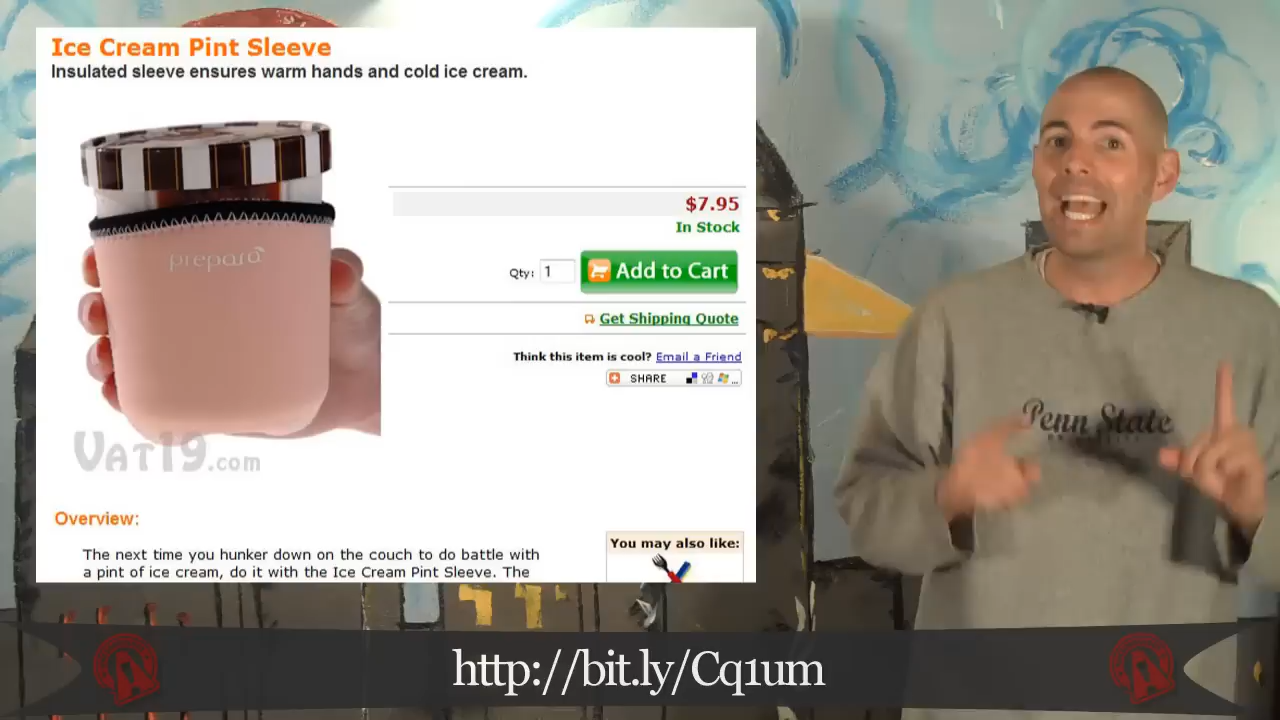 Ice Cream Pint Sleeve
Insulated sleeve ensures warm hands and cold ice cream.
prepara
$7.95
In Stock
Qty: 1
Add to Cart
Get Shipping Quote
Think this item is cool? Email a Friend
SHARE ...
VAT19.com
Overview:
The next time you hunker down on the couch to do battle with
a pint of ice cream, do it with the Ice Cream Pint Sleeve. The
You may also like:
Penn State
http://bit.ly/Cq1um